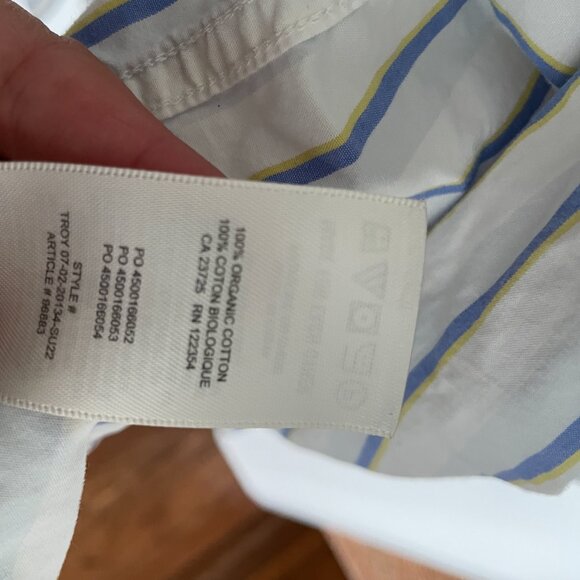 100% ORGANIC COTTON
100% COTON BIOLOGIQUE
CA 23725 RN 122354
PO 4500166052
PO 4500166053
PO 4500166054
STYLE #
TROY 07-02-20134-SU22
ARTICLE # 96883